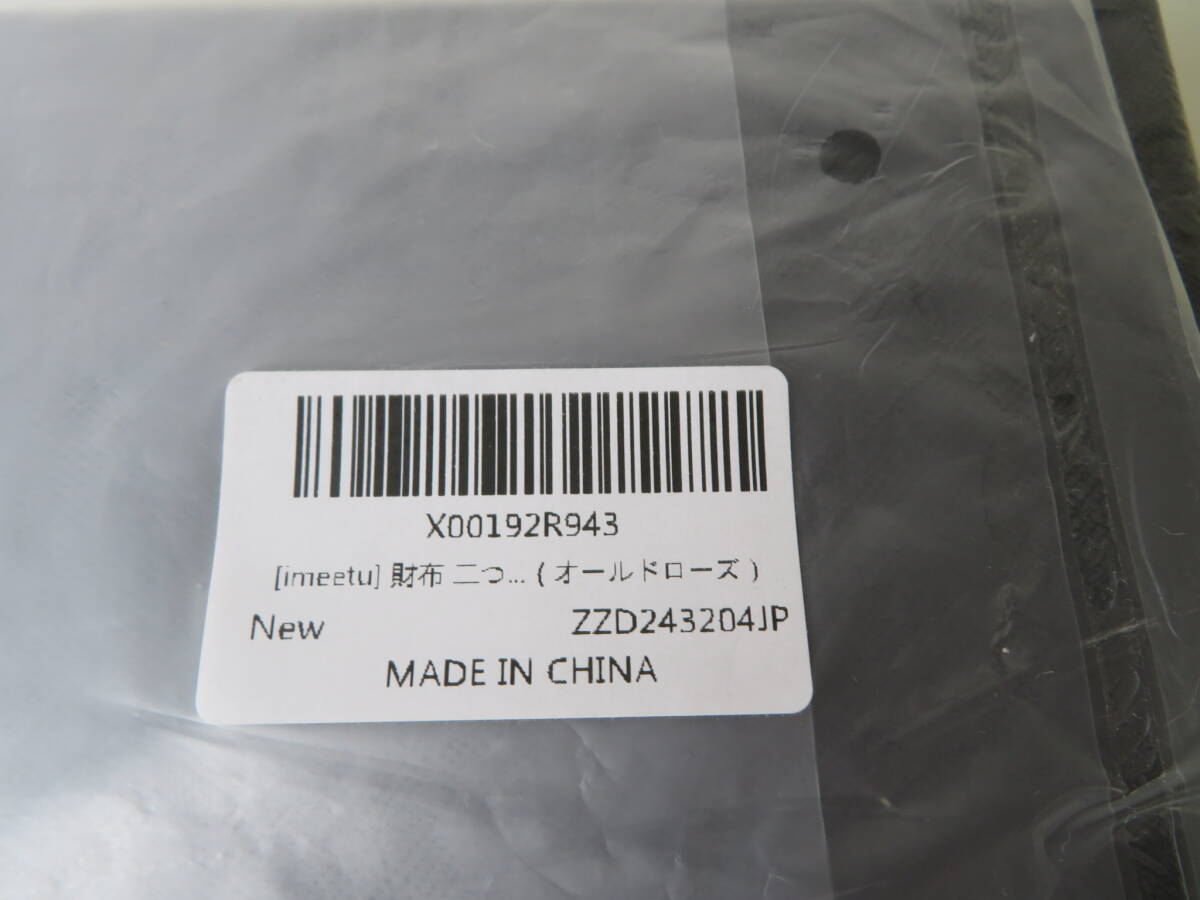 X00192R943
[imeetu] 財布 二つ... ( オールドローズ )
New ZZD243204JP
MADE IN CHINA